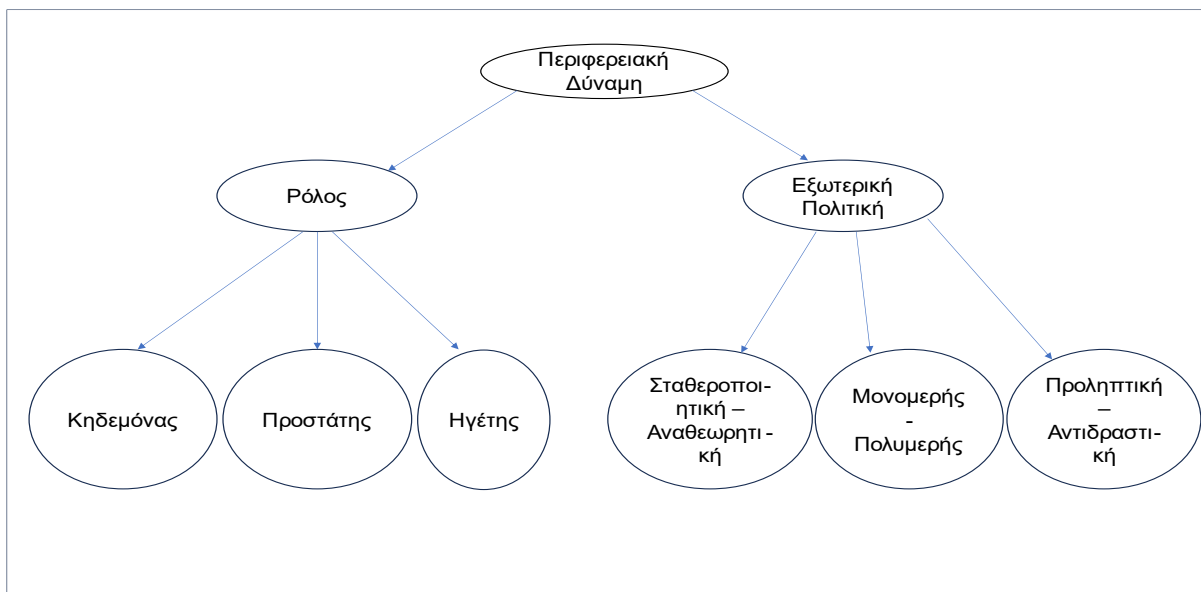 Περιφερειακή
Δύναμη
Ρόλος
Εξωτερική
Πολιτική
Κηδεμόνας
Προστάτης
Ηγέτης
Σταθεροποι-
ητική –
Αναθεωρητι -
κή
Μονομερής
-
Πολυμερής
Προληπτική
–
Αντιδραστι-
κή